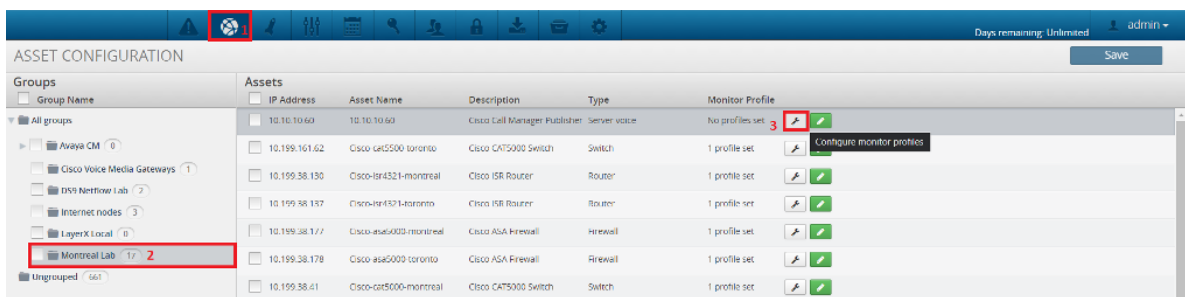 1
Days remaining: Unlimited
admin
ASSET CONFIGURATION
Save
Groups
Group Name
All groups
Avaya CM 0
Cisco Voice Media Gateways 1
DS9 Netflow Lab 2
Internet nodes 3
LayerX Local 0
Montreal Lab 17 2
Ungrouped 661
Assets
IP Address Asset Name Description Type Monitor Profile
10.10.10.60 10.10.10.60 Cisco Call Manager Publisher Server voice No profiles set 3
Configure monitor profiles
10.199.161.62 Cisco-cat5500-toronto Cisco CAT5000 Switch Switch 1 profile set
10.199.38.130 Cisco-isr4321-montreal Cisco ISR Router Router 1 profile set
10.199.38.137 Cisco-isr4321-toronto Cisco ISR Router Router 1 profile set
10.199.38.177 Cisco-asa5000-montreal Cisco ASA Firewall Firewall 1 profile set
10.199.38.178 Cisco-asa5000-toronto Cisco ASA Firewall Firewall 1 profile set
10.199.38.41 Cisco-cat5000-montreal Cisco CAT5000 Switch Switch 1 profile set